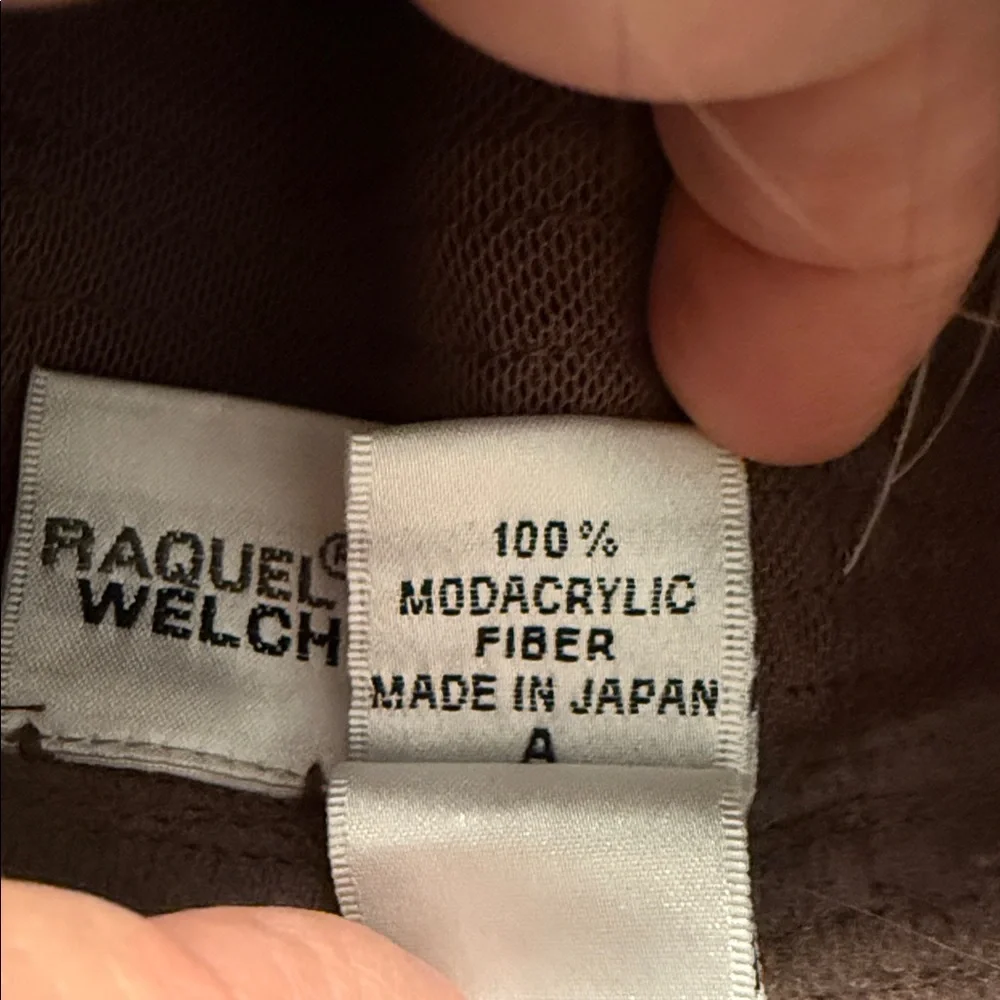 RAQUEL®
WELCH
100%
MODACRYLIC
FIBER
MADE IN JAPAN
A